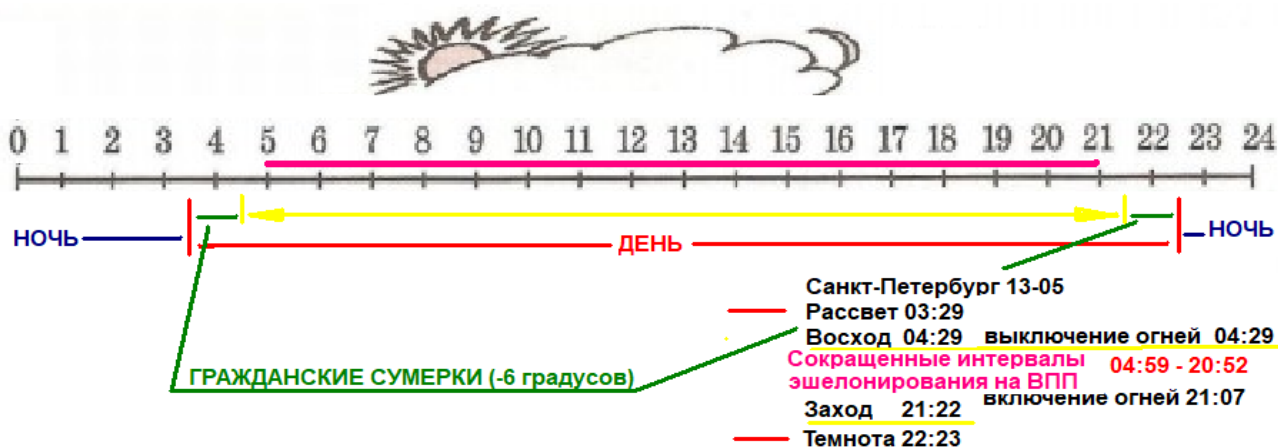 0 1 2 3 4 5 6 7 8 9 10 11 12 13 14 15 16 17 18 19 20 21 22 23 24
НОЧЬ ДЕНЬ НОЧЬ
Санкт-Петербург 13-05
Рассвет 03:29
Восход 04:29 выключение огней 04:29
Сокращенные интервалы 04:59 - 20:52
эшелонирования на ВПП
ГРАЖДАНСКИЕ СУМЕРКИ (-6 градусов)
Заход 21:22 включение огней 21:07
Темнота 22:23